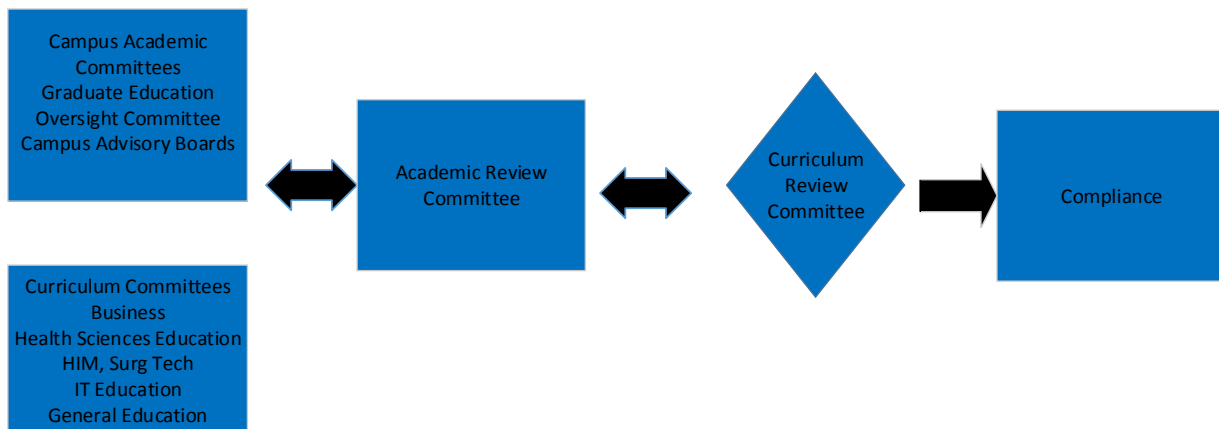 Campus Academic
Committees
Graduate Education
Oversight Committee
Campus Advisory Boards
Curriculum Committees
Business
Health Sciences Education
HIM, Surg Tech
IT Education
General Education
Academic Review
Committee
Curriculum
Review
Committee
Compliance